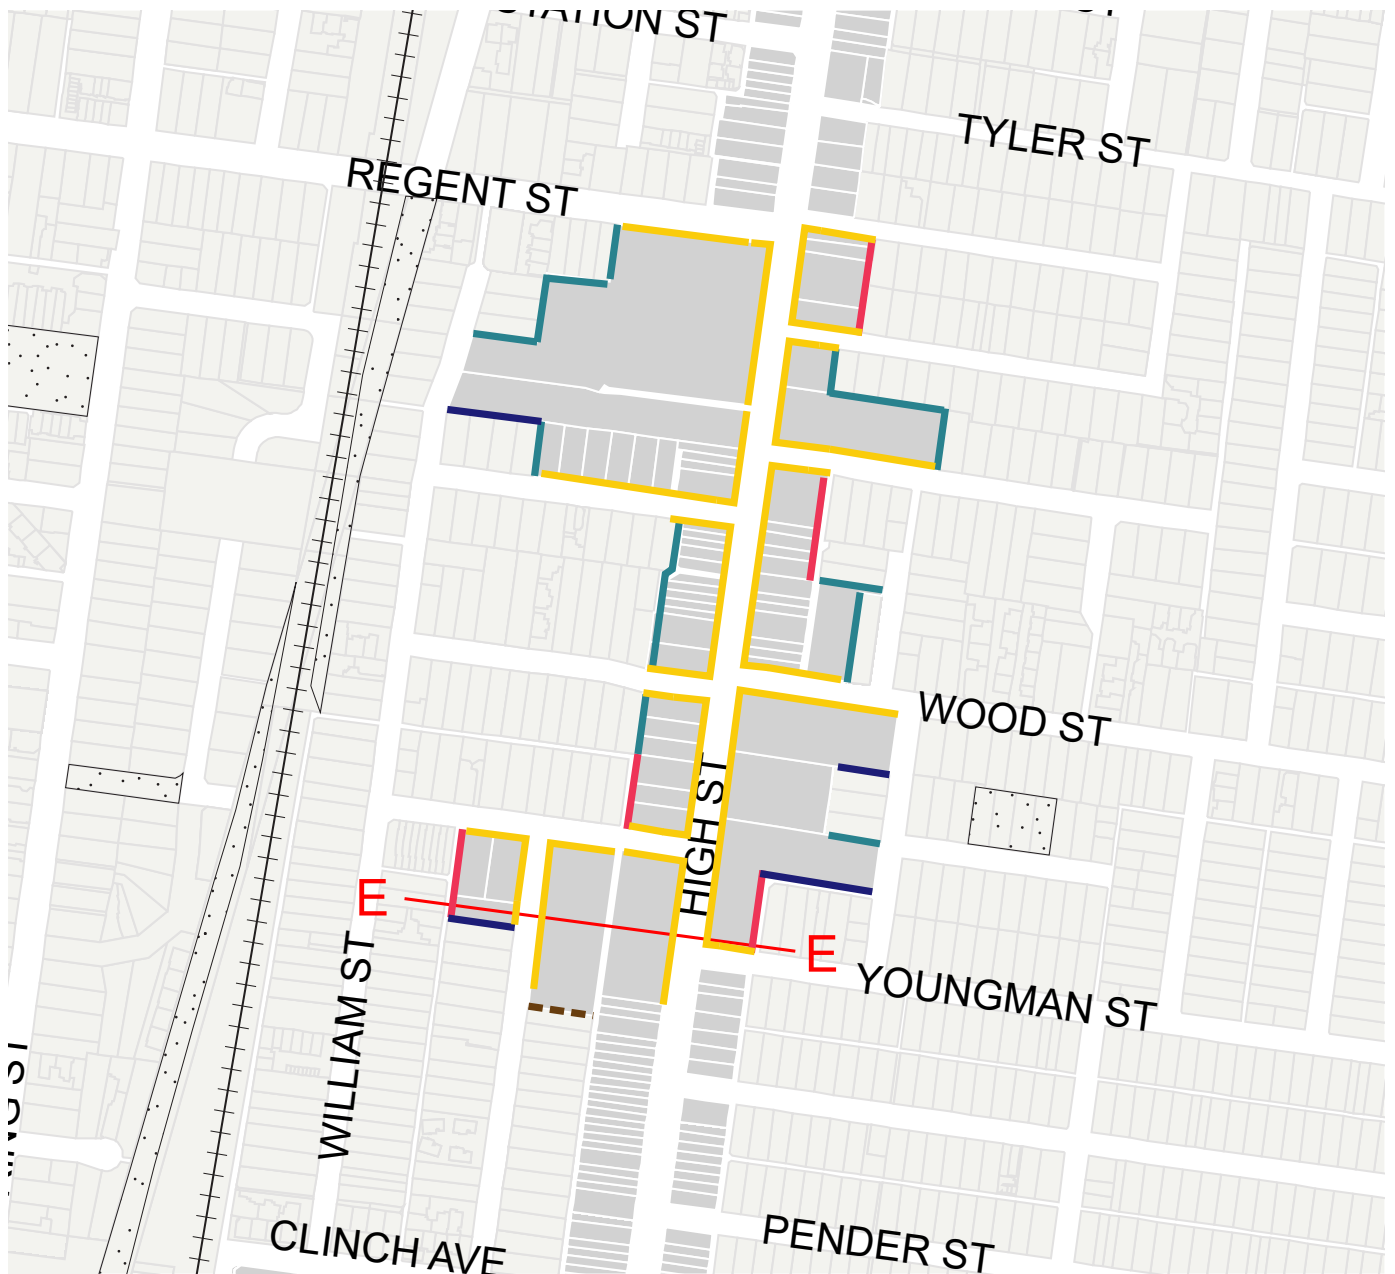 TYLER ST
REGENT ST
WOOD ST
HIGH ST
E
E
YOUNGMAN ST
WILLIAM ST
CLINCH AVE
PENDER ST